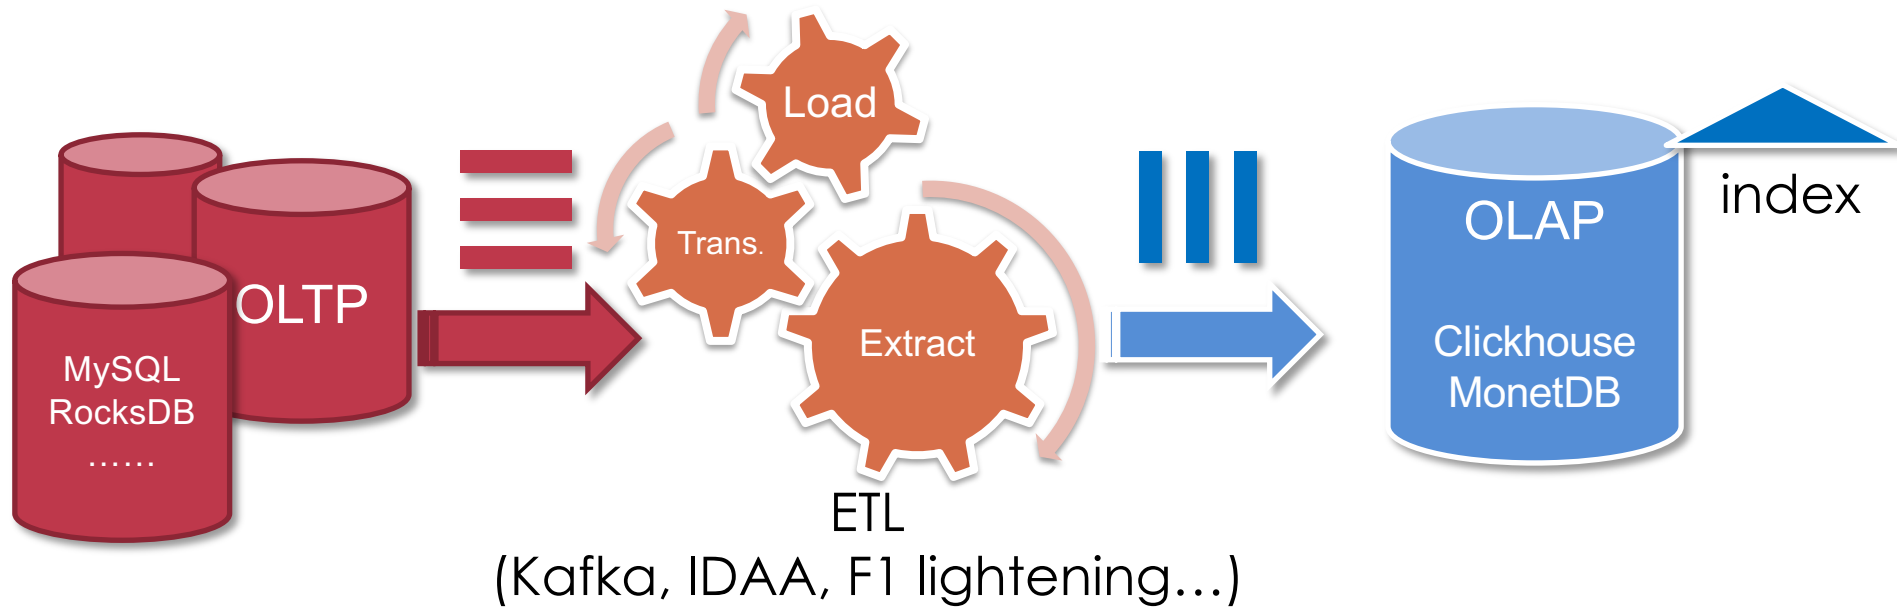 OLTP
MySQL
RocksDB
......
Load
Trans.
Extract
ETL
(Kafka, IDAA, F1 lightening...)
OLAP
Clickhouse
MonetDB
index